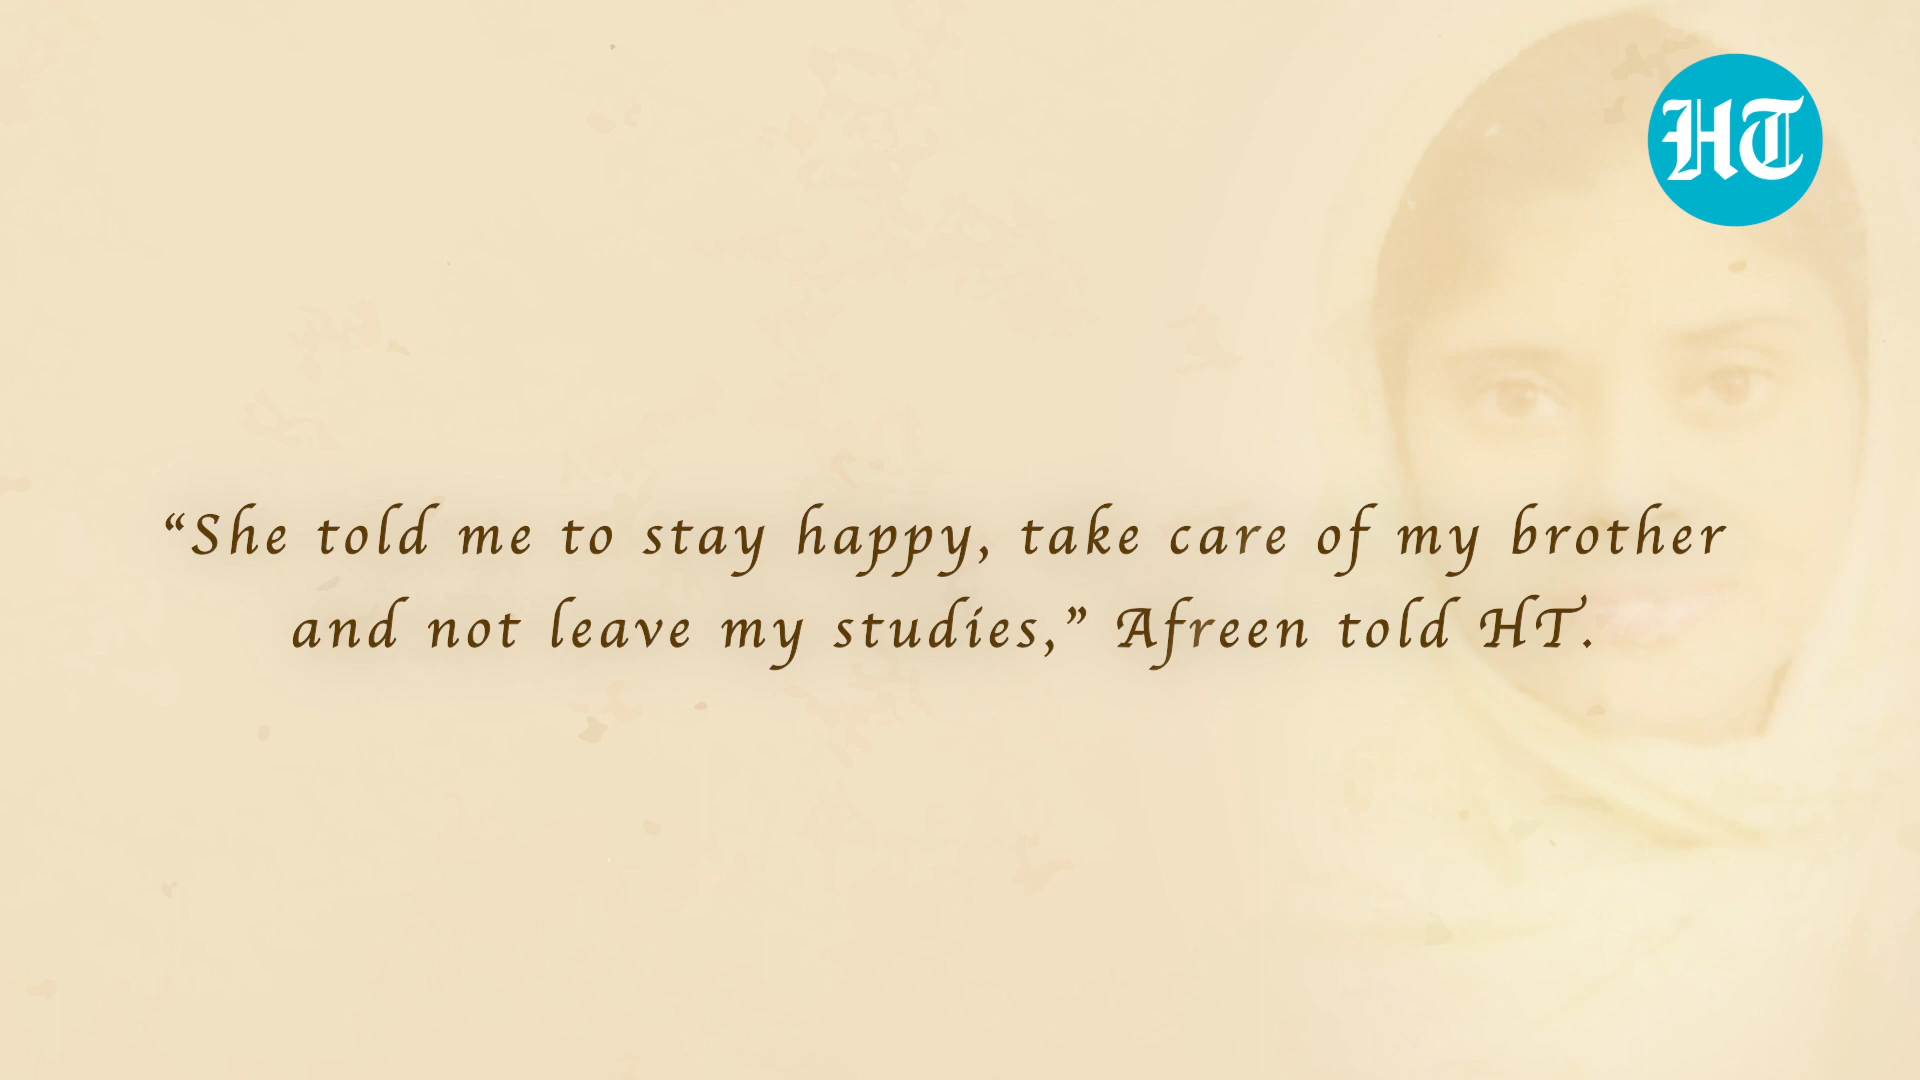 HT
“She told me to stay happy, take care of my brother
and not leave my studies,” Afreen told HT.